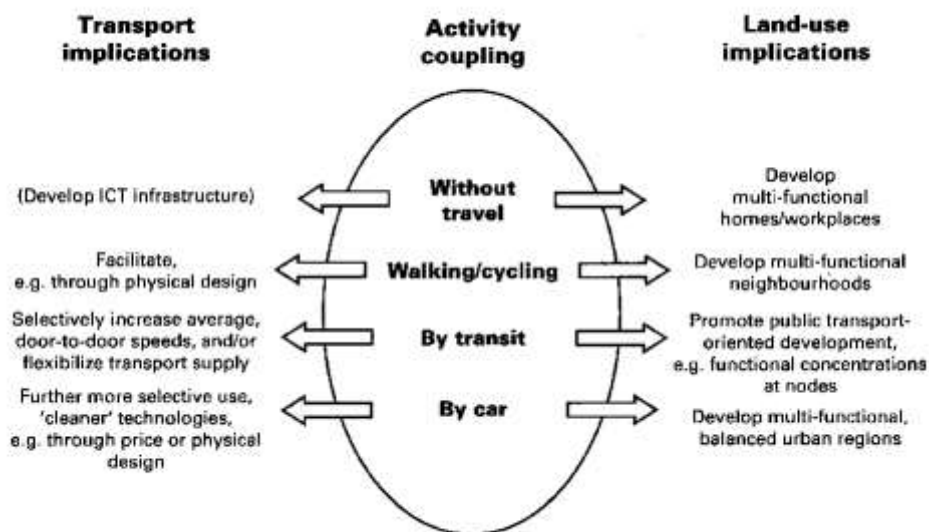 Transport
implications
Activity
coupling
Land-use
implications
(Develop ICT infrastructure)
Without
travel
Develop
multi-functional
homes/workplaces
Facilitate,
e.g. through physical design
Walking/cycling
Develop multi-functional
neighbourhoods
Selectively increase average,
door-to-door speeds, and/or
flexibilize transport supply
By transit
Promote public transport-
oriented development,
e.g. functional concentrations
at nodes
Further more selective use,
'cleaner' technologies,
e.g. through price or physical
design
By car
Develop multi-functional,
balanced urban regions